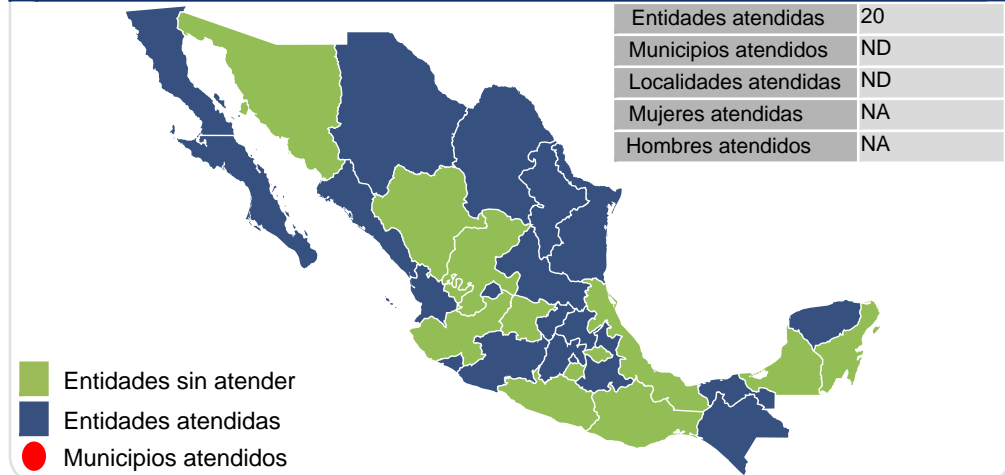 Entidades atendidas 20
Municipios atendidos ND
Localidades atendidas ND
Mujeres atendidas NA
Hombres atendidos NA
Entidades sin atender
Entidades atendidas
Municipios atendidos